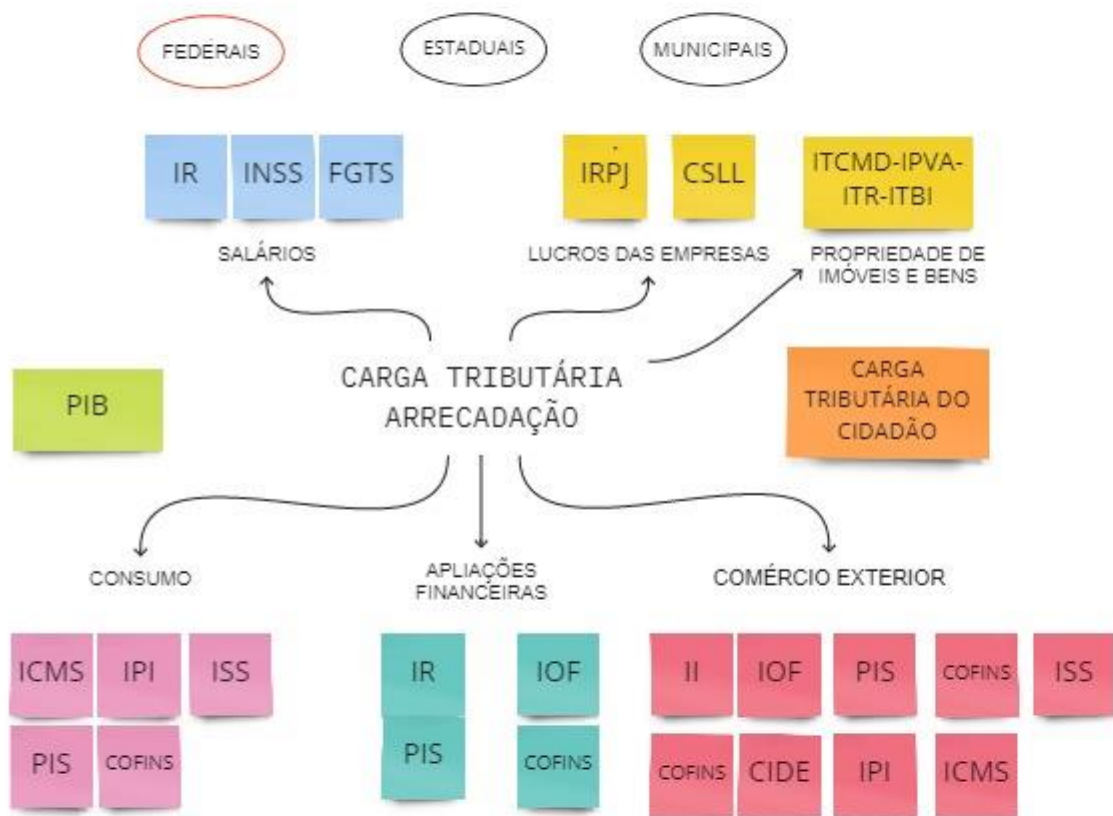 FEDERAIS
ESTADUAIS
MUNICIPAIS
IR
INSS
FGTS
IRPJ
CSLL
ITCMD-IPVA-
ITR-ITBI
SALÁRIOS
LUCROS DAS EMPRESAS
PROPRIEDADE DE
IMÓVEIS E BENS
CARGA TRIBUTÁRIA
ARRECADAÇÃO
PIB
CARGA
TRIBUTÁRIA DO
CIDADÃO
CONSUMO
APLIAÇÕES
FINANCEIRAS
COMÉRCIO EXTERIOR
ICMS
IPI
ISS
PIS
COFINS
IR
IOF
PIS
COFINS
II
IOF
PIS
COFINS
ISS
COFINS
CIDE
IPI
ICMS